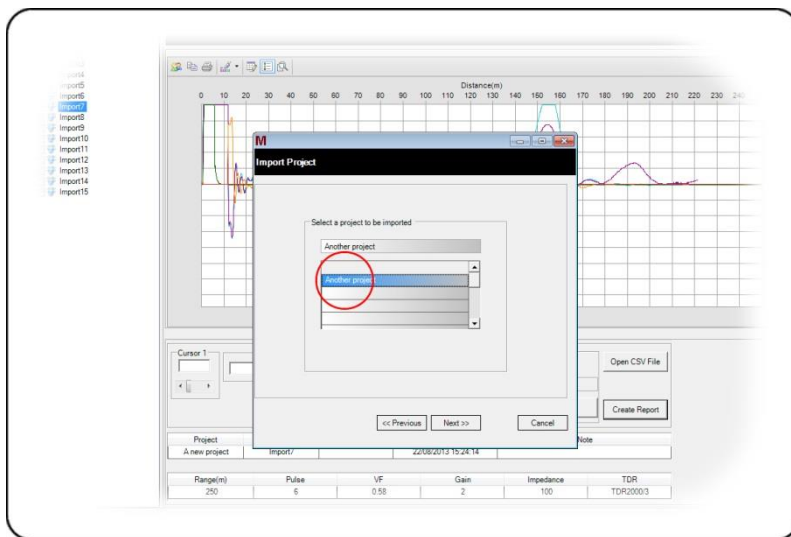 Import5
Import6
Import7
Import8
Import9
Import10
Import11
Import12
Import13
Import14
Import15
Distance(m)
0 10 20 30 40 50 60 70 80 90 100 110 120 130 140 150 160 170 180 190 200 210 220 230 240
M
Import Project
Select a project to be imported
Another project
Another project
<< Previous Next >> Cancel
Cursor 1
Open CSV File
Create Report
Project Note
A new project Import7 22/08/2013 15:24:14
Range(m) Pulse VF Gain Impedance TDR
250 6 0.58 2 100 TDR2000/3